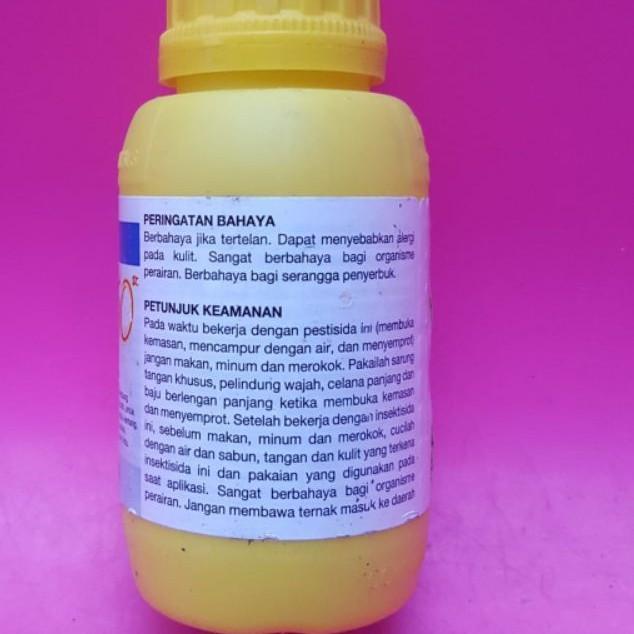 PERINGATAN BAHAYA
Berbahaya jika tertelan. Dapat menyebabkan alergi
pada kulit. Sangat berbahaya bagi organisme
perairan. Berbahaya bagi serangga penyerbuk.
PETUNJUK KEAMANAN
Pada waktu bekerja dengan pestisida ini (membuka
kemasan, mencampur dengan air, dan menyemprot)
jangan makan, minum dan merokok. Pakailah sarung
tangan khusus, pelindung wajah, celana panjang dan
baju berlengan panjang ketika membuka kemasan
dan menyemprot. Setelah bekerja dengan insektisida
ini, sebelum makan, minum dan merokok, cucilah
dengan air dan sabun, tangan dan kulit yang terkena
insektisida ini dan pakaian yang digunakan pada
saat aplikasi. Sangat berbahaya bagi organisme
perairan. Jangan membawa ternak masuk ke daerah